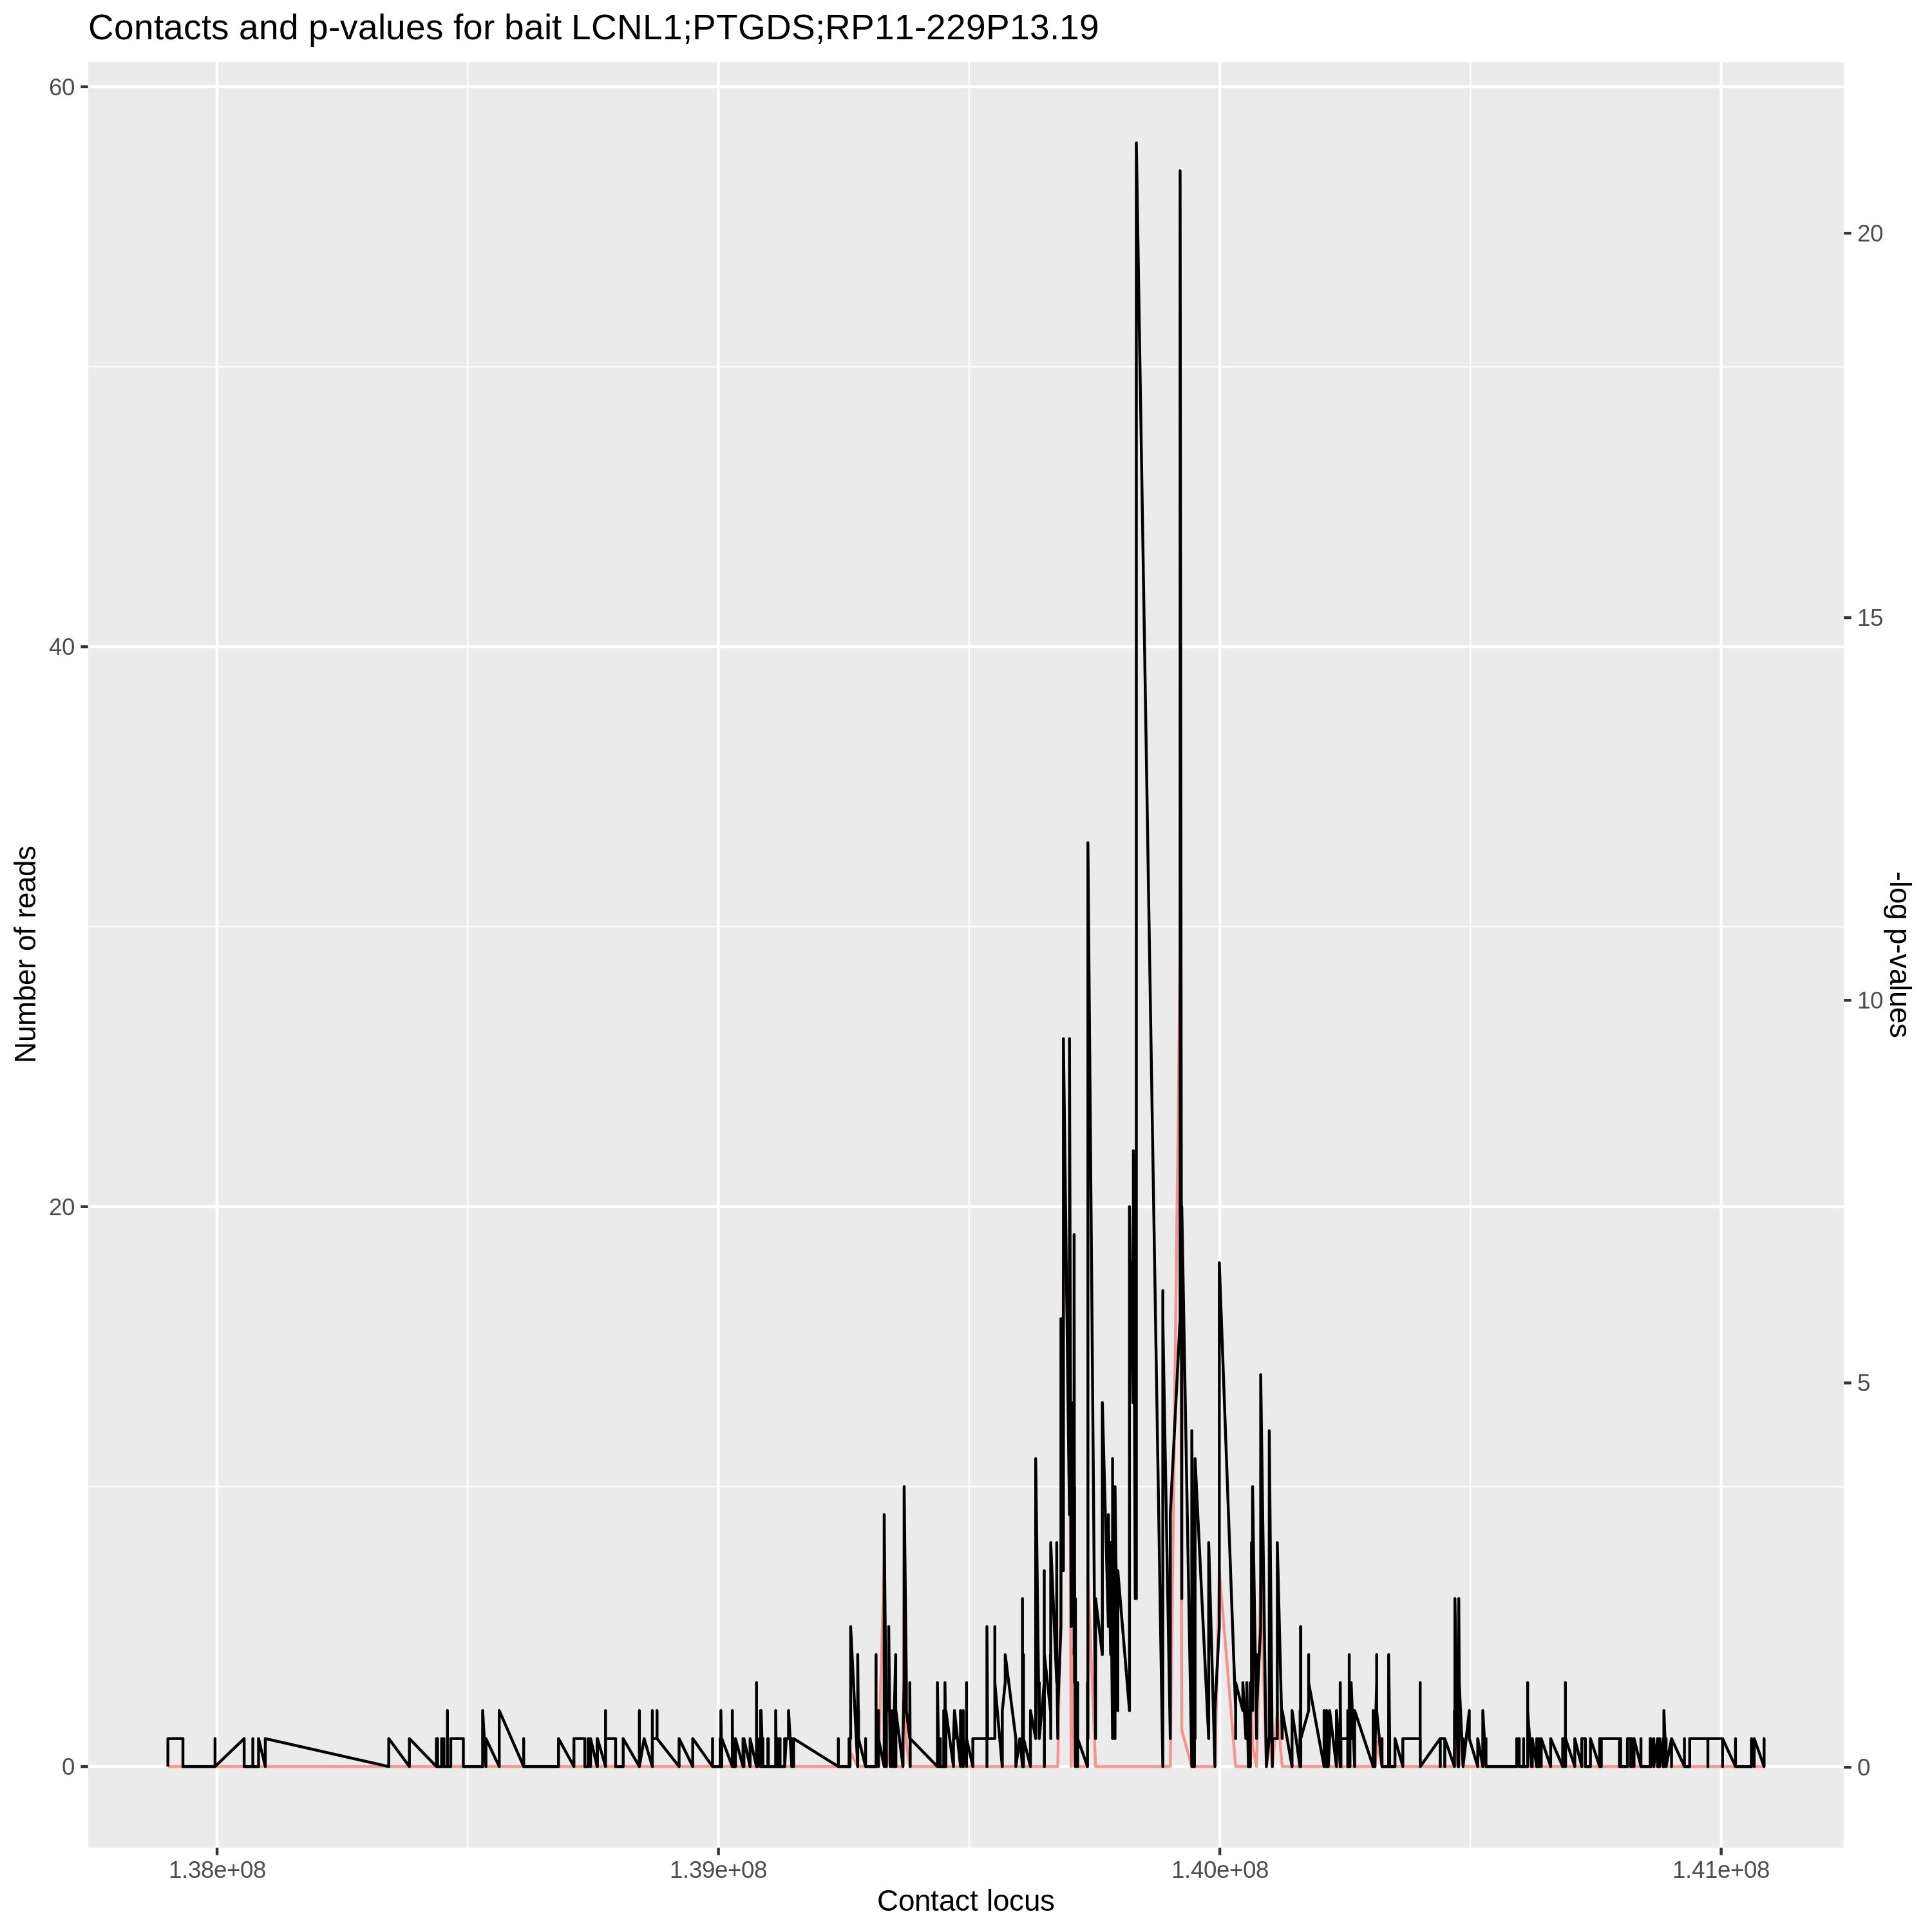 Contacts and p-values for bait LCNL1;PTGDS;RP11-229P13.19
60
40
20
0
Number of reads
20
15
10
5
0
-log p-values
1.38e+08 1.39e+08 1.40e+08 1.41e+08
Contact locus